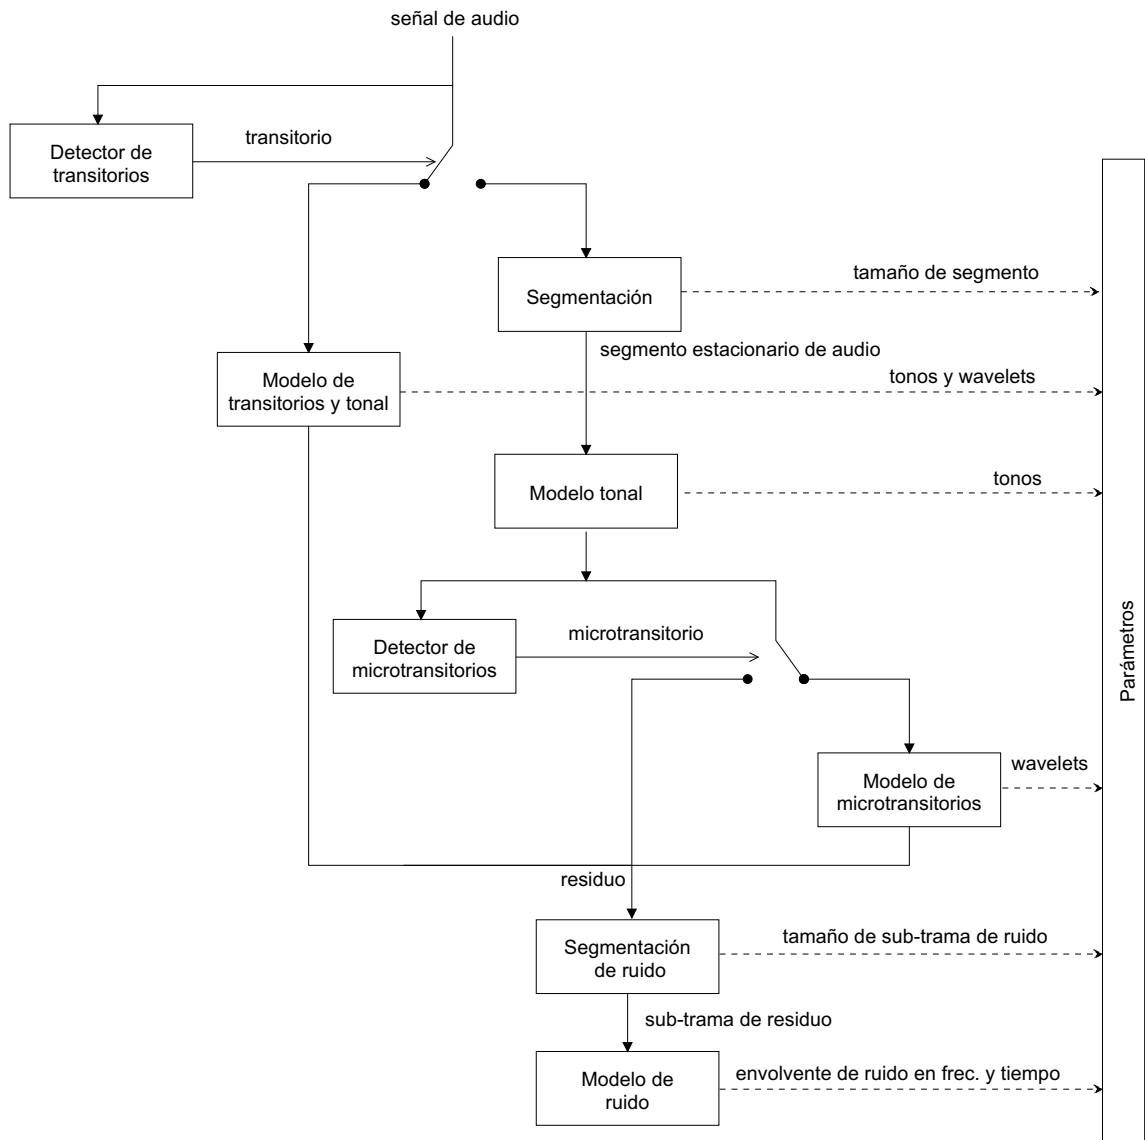 señal de audio
transitorio
Detector de
transitorios
tamaño de segmento
Segmentación
segmento estacionario de audio
Modelo de
transitorios y tonal
tonos y wavelets
tonos
Modelo tonal
microtransitorio
Detector de
microtransitorios
Parámetros
wavelets
Modelo de
microtransitorios
residuo
Segmentación
de ruido
tamaño de sub-trama de ruido
sub-trama de residuo
Modelo de
ruido
envolvente de ruido en frec. y tiempo